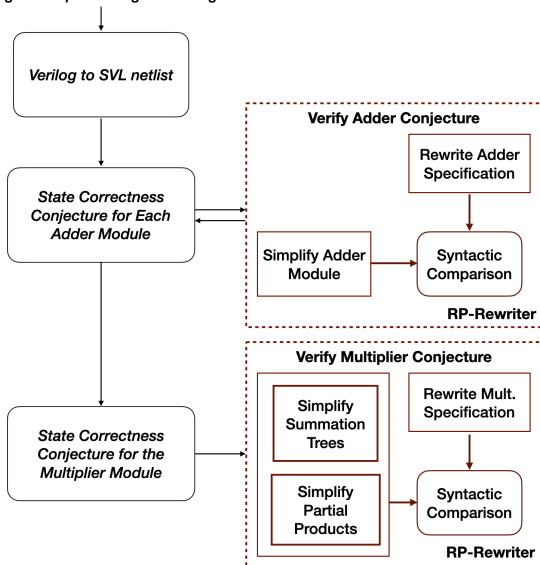 Verilog to SVL netlist
State Correctness
Conjecture for Each
Adder Module
Verify Adder Conjecture
Rewrite Adder
Specification
Simplify Adder
Module
Syntactic
Comparison
RP-Rewriter
State Correctness
Conjecture for the
Multiplier Module
Verify Multiplier Conjecture
Simplify
Summation
Trees
Simplify
Partial
Products
Rewrite Mult.
Specification
Syntactic
Comparison
RP-Rewriter